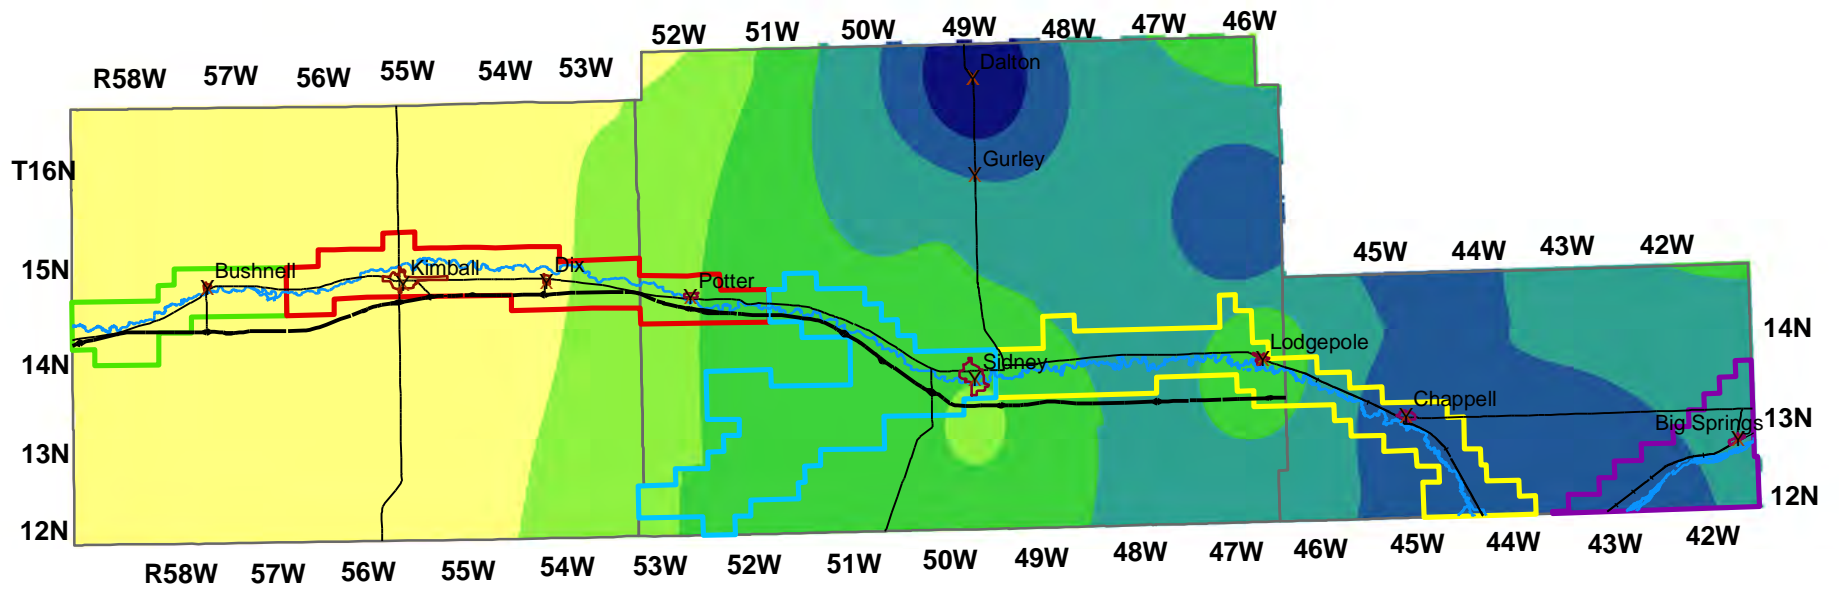 52W 51W 50W 49W 48W 47W 46W
R58W 57W 56W 55W 54W 53W
Dalton
Gurley
T16N
45W 44W 43W 42W
15N
Bushnell Kimball Dix Potter
14N
14N
Sidney Lodgepole
Chappell
Big Springs
13N
13N
12N
12N
R58W 57W 56W 55W 54W 53W 52W 51W 50W 49W 48W 47W 46W 45W 44W 43W 42W